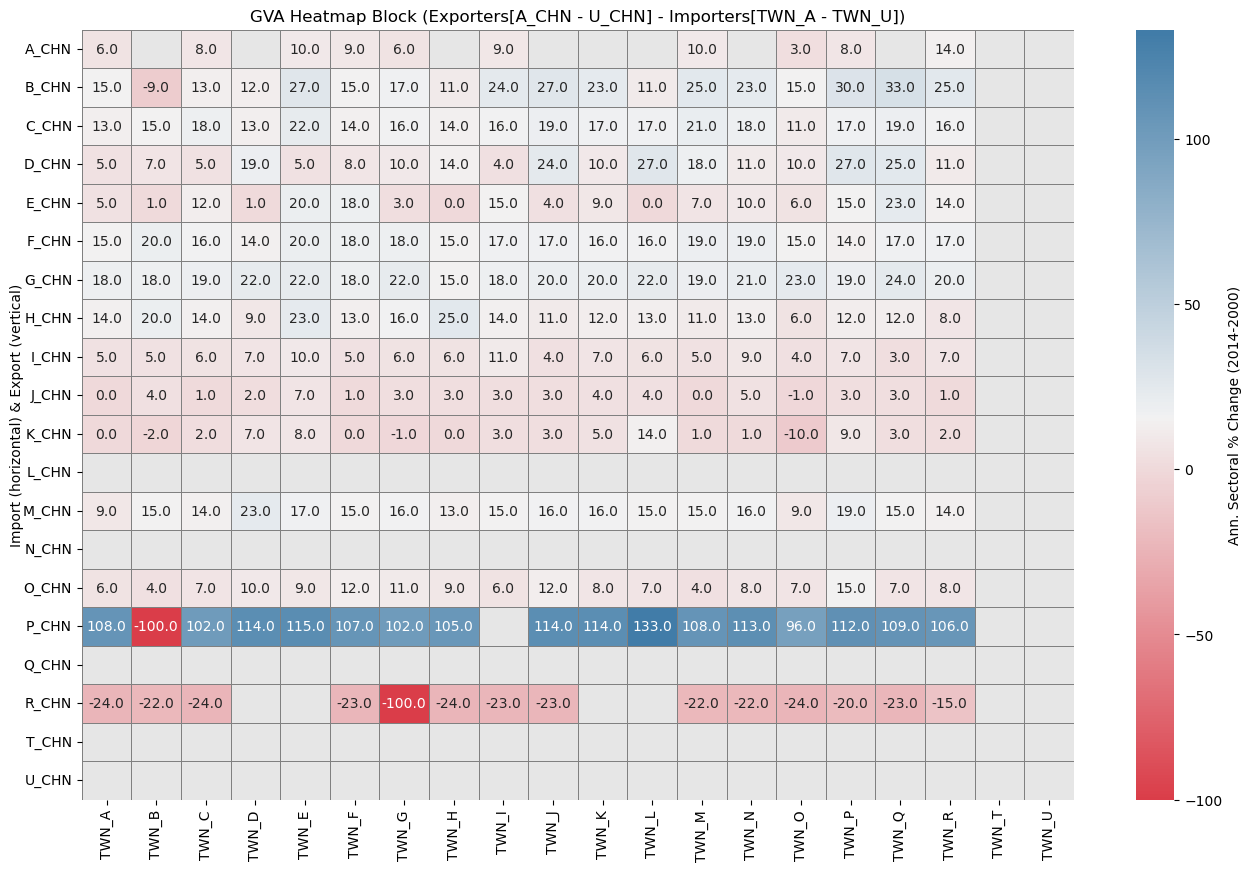 GVA Heatmap Block (Exporters[A_CHN - U_CHN] - Importers[TWN_A - TWN_U])
Import (horizontal) & Export (vertical)
A_CHN 6.0 8.0 10.0 9.0 6.0 9.0 10.0 3.0 8.0 14.0
B_CHN 15.0 -9.0 13.0 12.0 27.0 15.0 17.0 11.0 24.0 27.0 23.0 11.0 25.0 23.0 15.0 30.0 33.0 25.0
C_CHN 13.0 15.0 18.0 13.0 22.0 14.0 16.0 14.0 16.0 19.0 17.0 17.0 21.0 18.0 11.0 17.0 19.0 16.0
D_CHN 5.0 7.0 5.0 19.0 5.0 8.0 10.0 14.0 4.0 24.0 10.0 27.0 18.0 11.0 10.0 27.0 25.0 11.0
E_CHN 5.0 1.0 12.0 1.0 20.0 18.0 3.0 0.0 15.0 4.0 9.0 0.0 7.0 10.0 6.0 15.0 23.0 14.0
F_CHN 15.0 20.0 16.0 14.0 20.0 18.0 18.0 15.0 17.0 17.0 16.0 16.0 19.0 19.0 15.0 14.0 17.0 17.0
G_CHN 18.0 18.0 19.0 22.0 22.0 18.0 22.0 15.0 18.0 20.0 20.0 22.0 19.0 21.0 23.0 19.0 24.0 20.0
H_CHN 14.0 20.0 14.0 9.0 23.0 13.0 16.0 25.0 14.0 11.0 12.0 13.0 11.0 13.0 6.0 12.0 12.0 8.0
I_CHN 5.0 5.0 6.0 7.0 10.0 5.0 6.0 6.0 11.0 4.0 7.0 6.0 5.0 9.0 4.0 7.0 3.0 7.0
J_CHN 0.0 4.0 1.0 2.0 7.0 1.0 3.0 3.0 3.0 3.0 4.0 4.0 0.0 5.0 -1.0 3.0 3.0 1.0
K_CHN 0.0 -2.0 2.0 7.0 8.0 0.0 -1.0 0.0 3.0 3.0 5.0 14.0 1.0 1.0 -10.0 9.0 3.0 2.0
L_CHN
M_CHN 9.0 15.0 14.0 23.0 17.0 15.0 16.0 13.0 15.0 16.0 16.0 15.0 15.0 16.0 9.0 19.0 15.0 14.0
N_CHN
O_CHN 6.0 4.0 7.0 10.0 9.0 12.0 11.0 9.0 6.0 12.0 8.0 7.0 4.0 8.0 7.0 15.0 7.0 8.0
P_CHN 108.0 -100.0 102.0 114.0 115.0 107.0 102.0 105.0 114.0 114.0 133.0 108.0 113.0 96.0 112.0 109.0 106.0
Q_CHN
R_CHN -24.0 -22.0 -24.0 -23.0 -100.0 -24.0 -23.0 -23.0 -22.0 -22.0 -24.0 -20.0 -23.0 -15.0
T_CHN
U_CHN
TWN_A TWN_B TWN_C TWN_D TWN_E TWN_F TWN_G TWN_H TWN_I TWN_J TWN_K TWN_L TWN_M TWN_N TWN_O TWN_P TWN_Q TWN_R TWN_T TWN_U
100
50
0
−50
−100
Ann. Sectoral % Change (2014-2000)